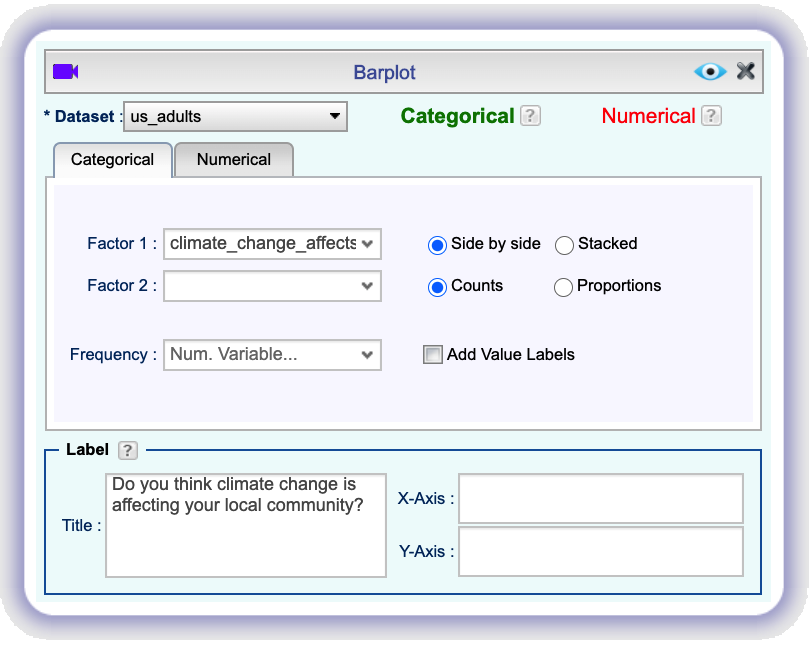 Barplot
* Dataset : us_adults Categorical ? Numerical ?
Categorical Numerical
Factor 1 : climate_change_affects Side by side Stacked
Factor 2 : Counts Proportions
Frequency : Num. Variable... Add Value Labels
Label ?
Title : Do you think climate change is
affecting your local community?
X-Axis :
Y-Axis :